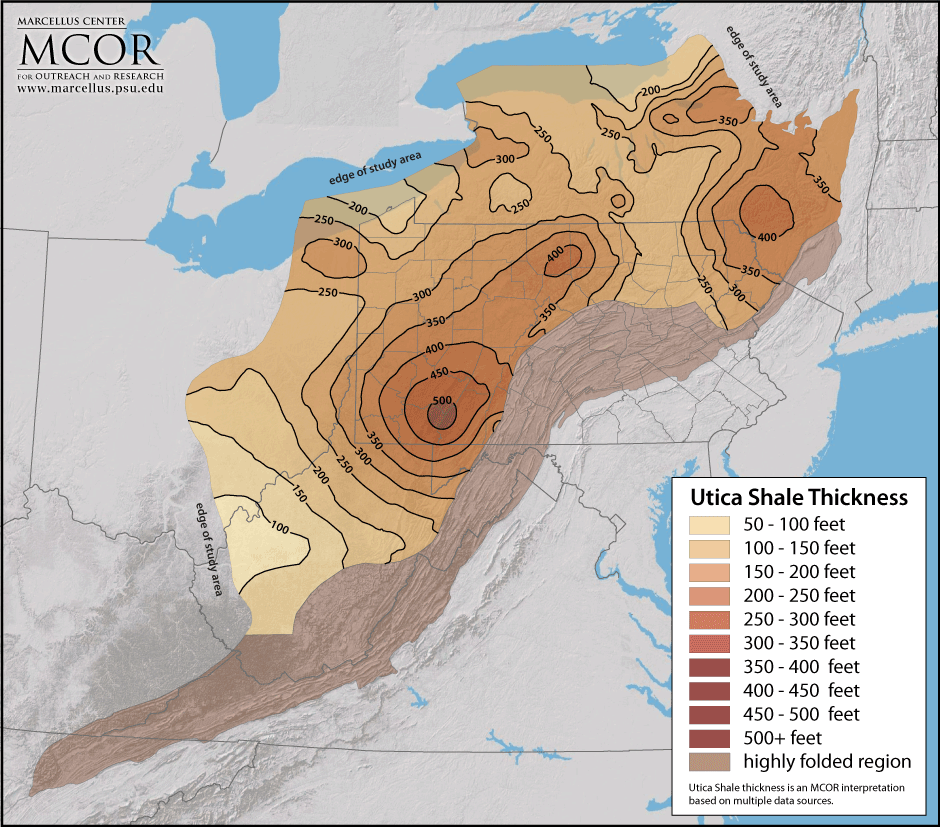 MARCELLUS CENTER
MCOR
FOR OUTREACH AND RESEARCH
www.marcellus.psu.edu
edge of study area
200
250
350
250
edge of study area
300
350
250
200
250
400
300
400
350
250
250
300
300
350
350
400
450
500
350
300
250
200
150
100
edge of study area
Utica Shale Thickness
50 - 100 feet
100 - 150 feet
150 - 200 feet
200 - 250 feet
250 - 300 feet
300 - 350 feet
350 - 400 feet
400 - 450 feet
450 - 500 feet
500+ feet
highly folded region
Utica Shale thickness is an MCOR interpretation
based on multiple data sources.